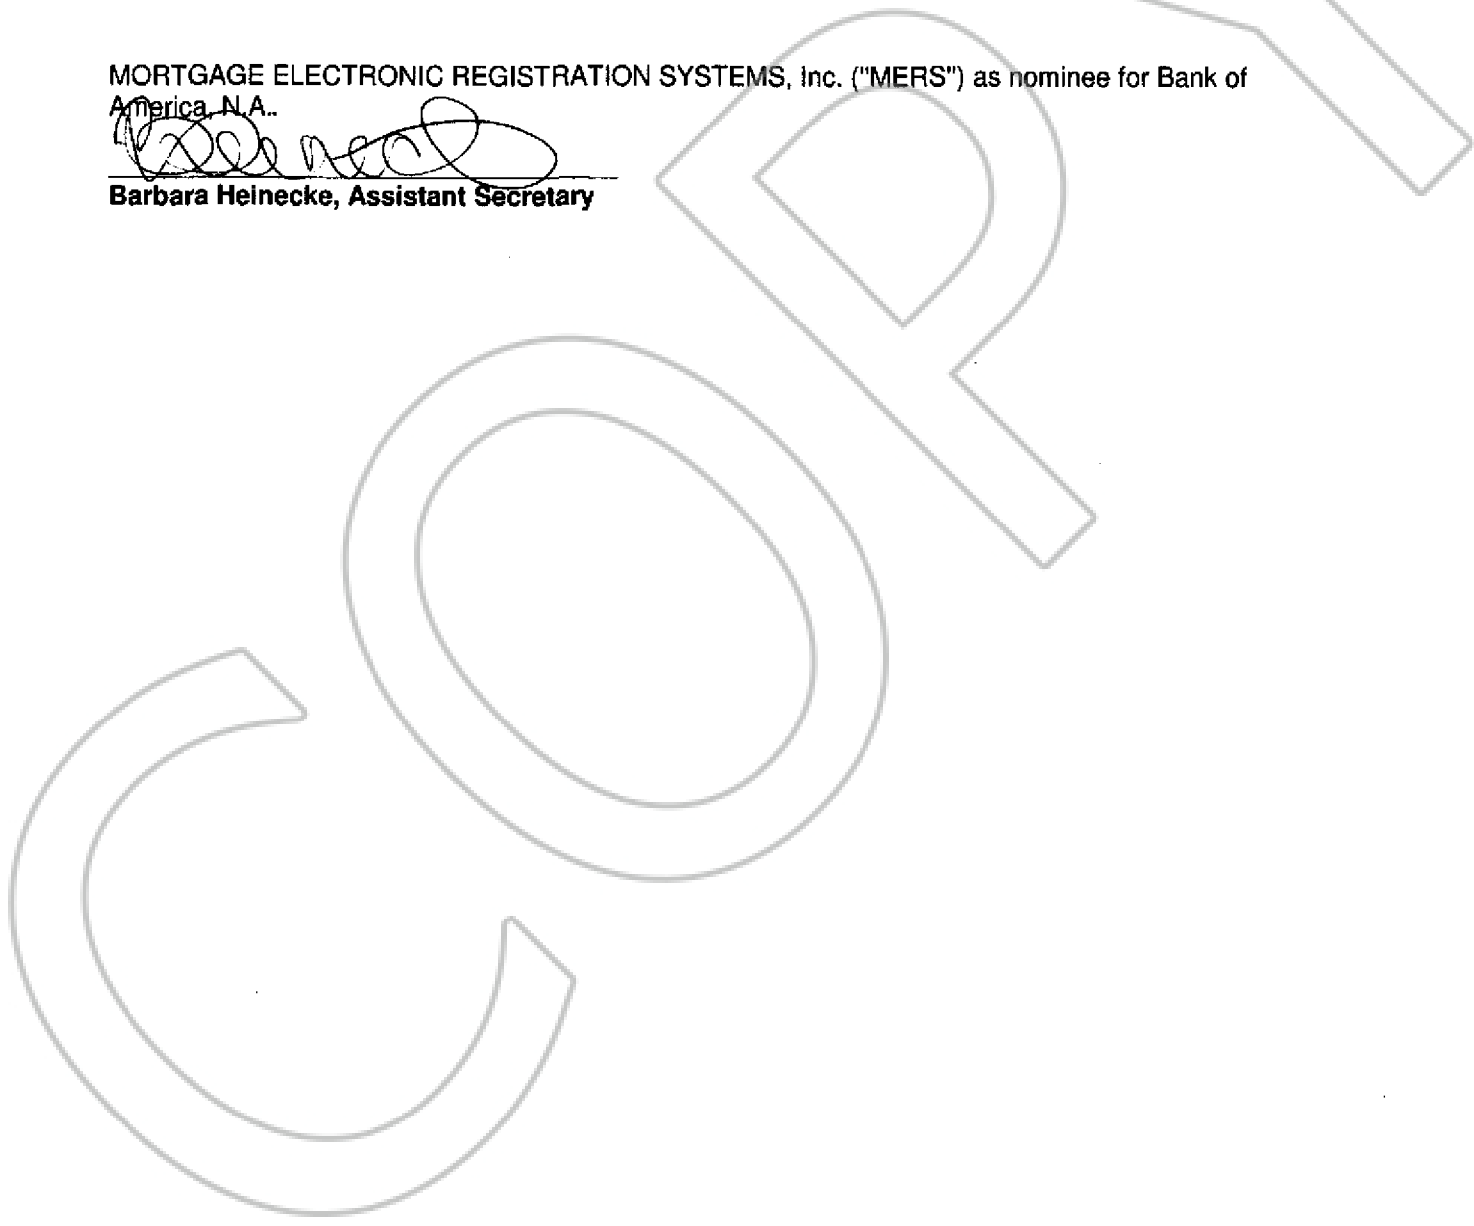 MORTGAGE ELECTRONIC REGISTRATION SYSTEMS, Inc. ("MERS") as nominee for Bank of
America, N.A..
Barbara Heinecke, Assistant Secretary
COPY